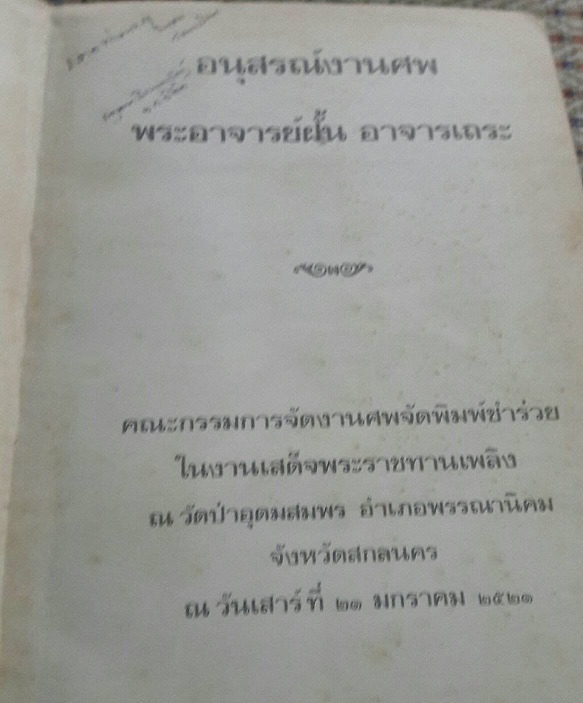 อนุสรณ์งานศพ
พระอาจารย์ฝั้น อาจารเถระ
คณะกรรมการจัดงานศพจัดพิมพ์ชำร่วย
ในงานเสด็จพระราชทานเพลิง
ณ วัดป่าอุดมสมพร อำเภอพรรณานิคม
จังหวัดสกลนคร
ณ วันเสาร์ ที่ ๒๑ มกราคม ๒๕๒๑